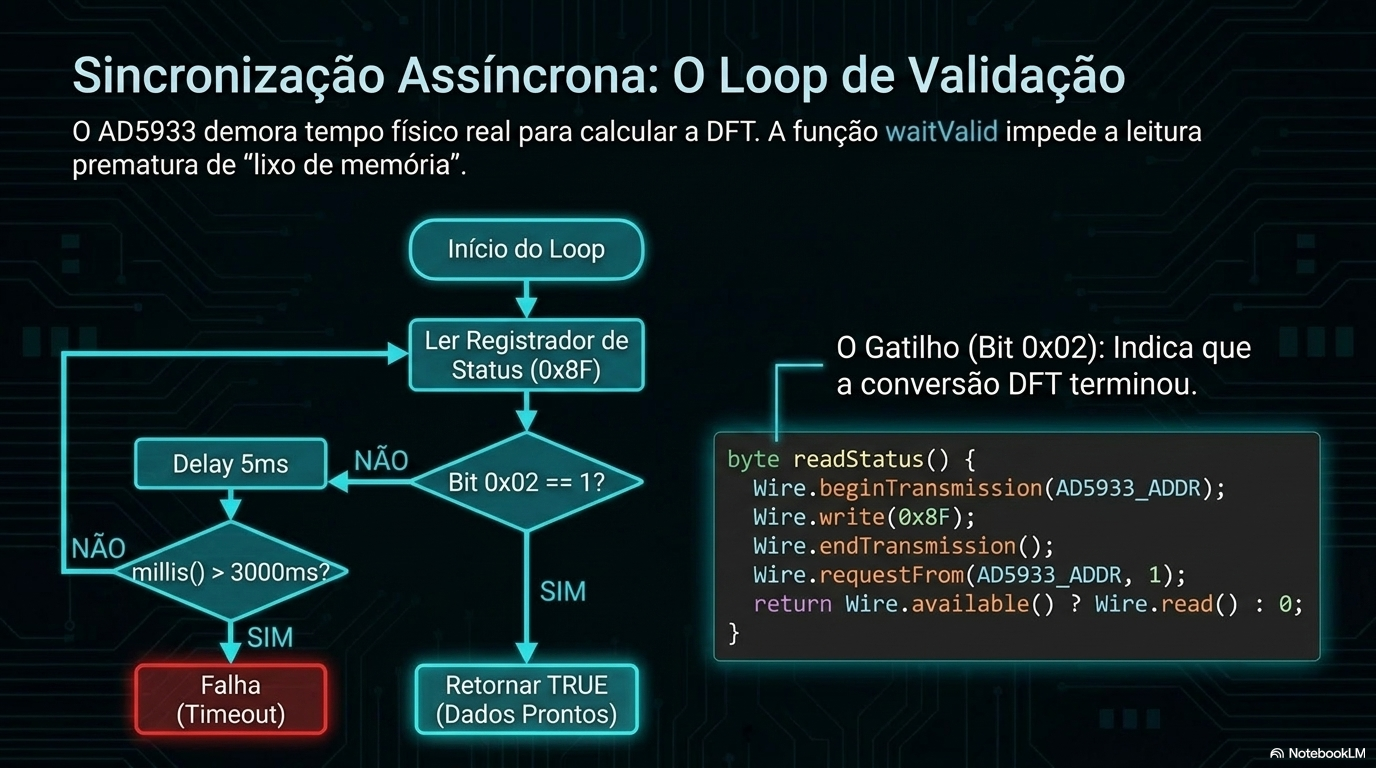 Sincronização Assíncrona: O Loop de Validação
O AD5933 demora tempo físico real para calcular a DFT. A função waitValid impede a leitura
prematura de “lixo de memória”.
Início do Loop
Ler Registrador de
Status (0x8F)
Bit 0x02 == 1?
NÃO
Delay 5ms
millis() > 3000ms?
NÃO
SIM
Falha
(Timeout)
SIM
Retornar TRUE
(Dados Prontos)
O Gatilho (Bit 0x02): Indica que
a conversão DFT terminou.
byte readStatus() {
  Wire.beginTransmission(AD5933_ADDR);
  Wire.write(0x8F);
  Wire.endTransmission();
  Wire.requestFrom(AD5933_ADDR, 1);
  return Wire.available() ? Wire.read() : 0;
}
NotebookLM